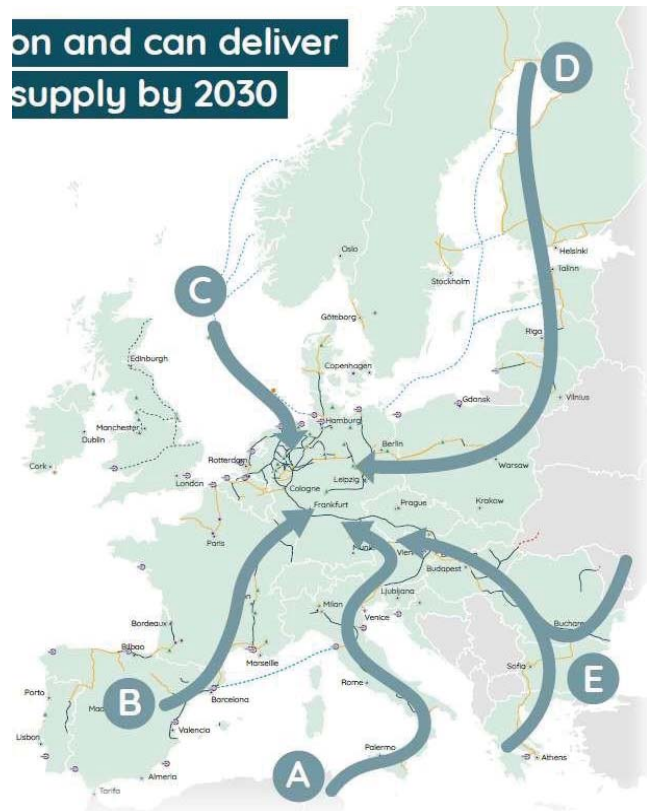 on and can deliver
supply by 2030
D
Oslo
Helsinki
Talinn
Stockholm
C
Göteborg
Riga
Edinburgh
Copenhagen
Vilnius
Gdansk
Manchester
Hamburg
Dublin
Berlin
Rotterdam
Warsaw
Cork
London
Leipzig
Cologne
Frankfurt
Prague
Krakow
Paris
Budapest
Ljubljana
Milan
Bordeaux
Venice
Bilbao
Marseille
Sofia
E
Porto
B
Rome
Barcelona
Lisbon
Valencia
Palermo
Athens
A
Almeria
Tarifa